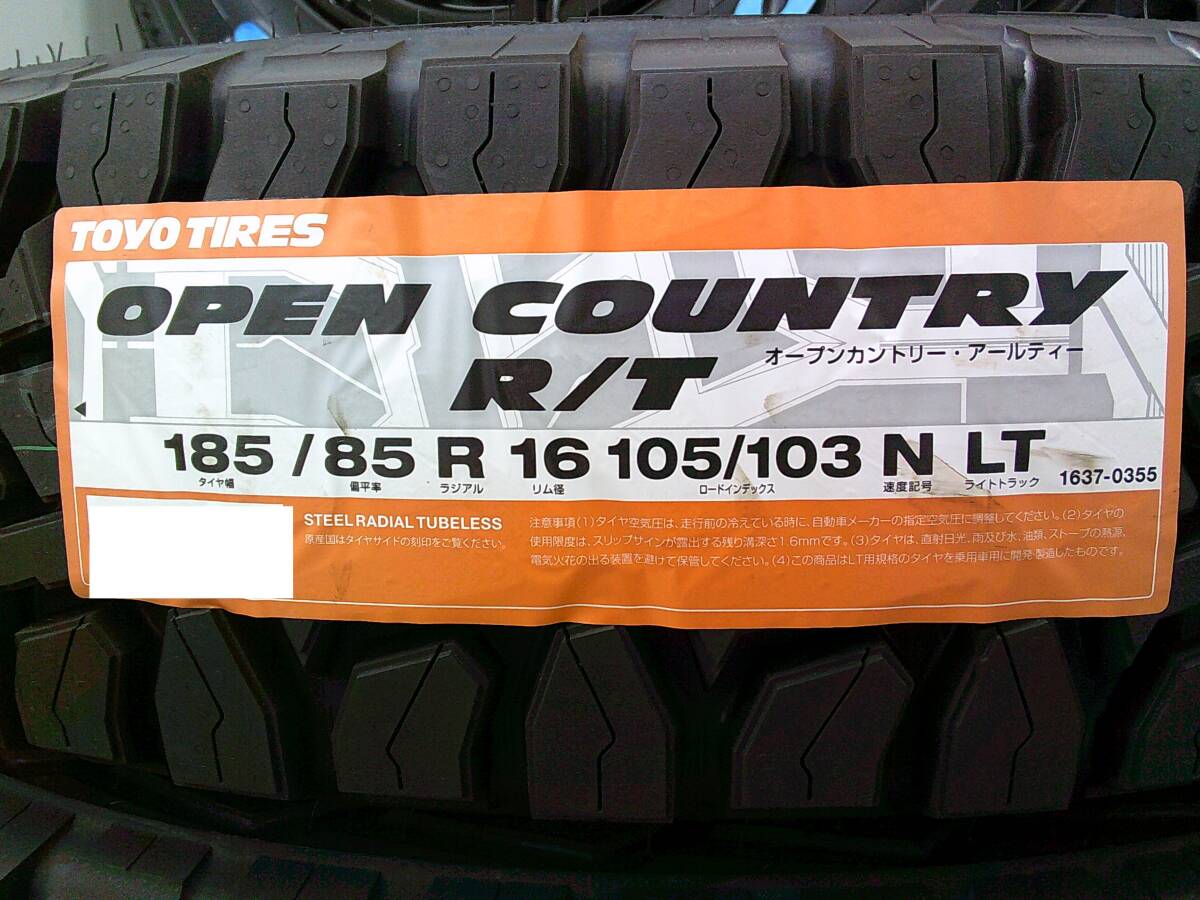 TOYO TIRES
OPEN COUNTRY
R/T オープンカントリー・アールティー
185 / 85 R 16 105/103 N LT 1637-0355
タイヤ幅 偏平率 ラジアル リム径 ロードインデックス 速度記号 ライトトラック
STEEL RADIAL TUBELESS
原産国はタイヤサイドの刻印をご覧ください。
注意事項(1)タイヤ空気圧は、走行前の冷えている時に、自動車メーカーの指定空気圧に調整してください。(2)タイヤの
使用限度は、スリップサインが露出する残り溝深さ1.6mmです。(3)タイヤは、直射日光、雨及び水、油類、ストーブの熱源、
電気火花の出る装置を避けて保管してください。(4)この商品はLT用規格のタイヤを乗用車用に開発・製造したものです。